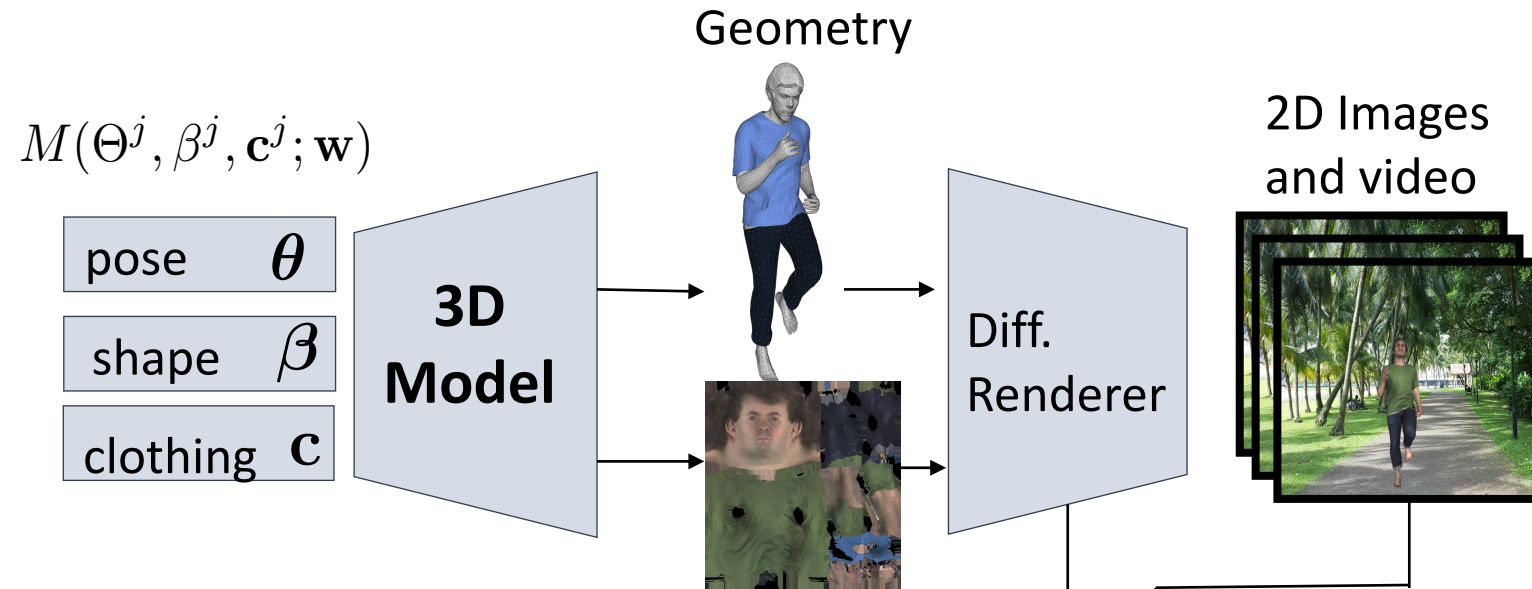 Geometry
2D Images
and video
M(Θ^j, β^j, c^j; w)
pose θ
shape β
clothing c
3D
Model
Diff.
Renderer